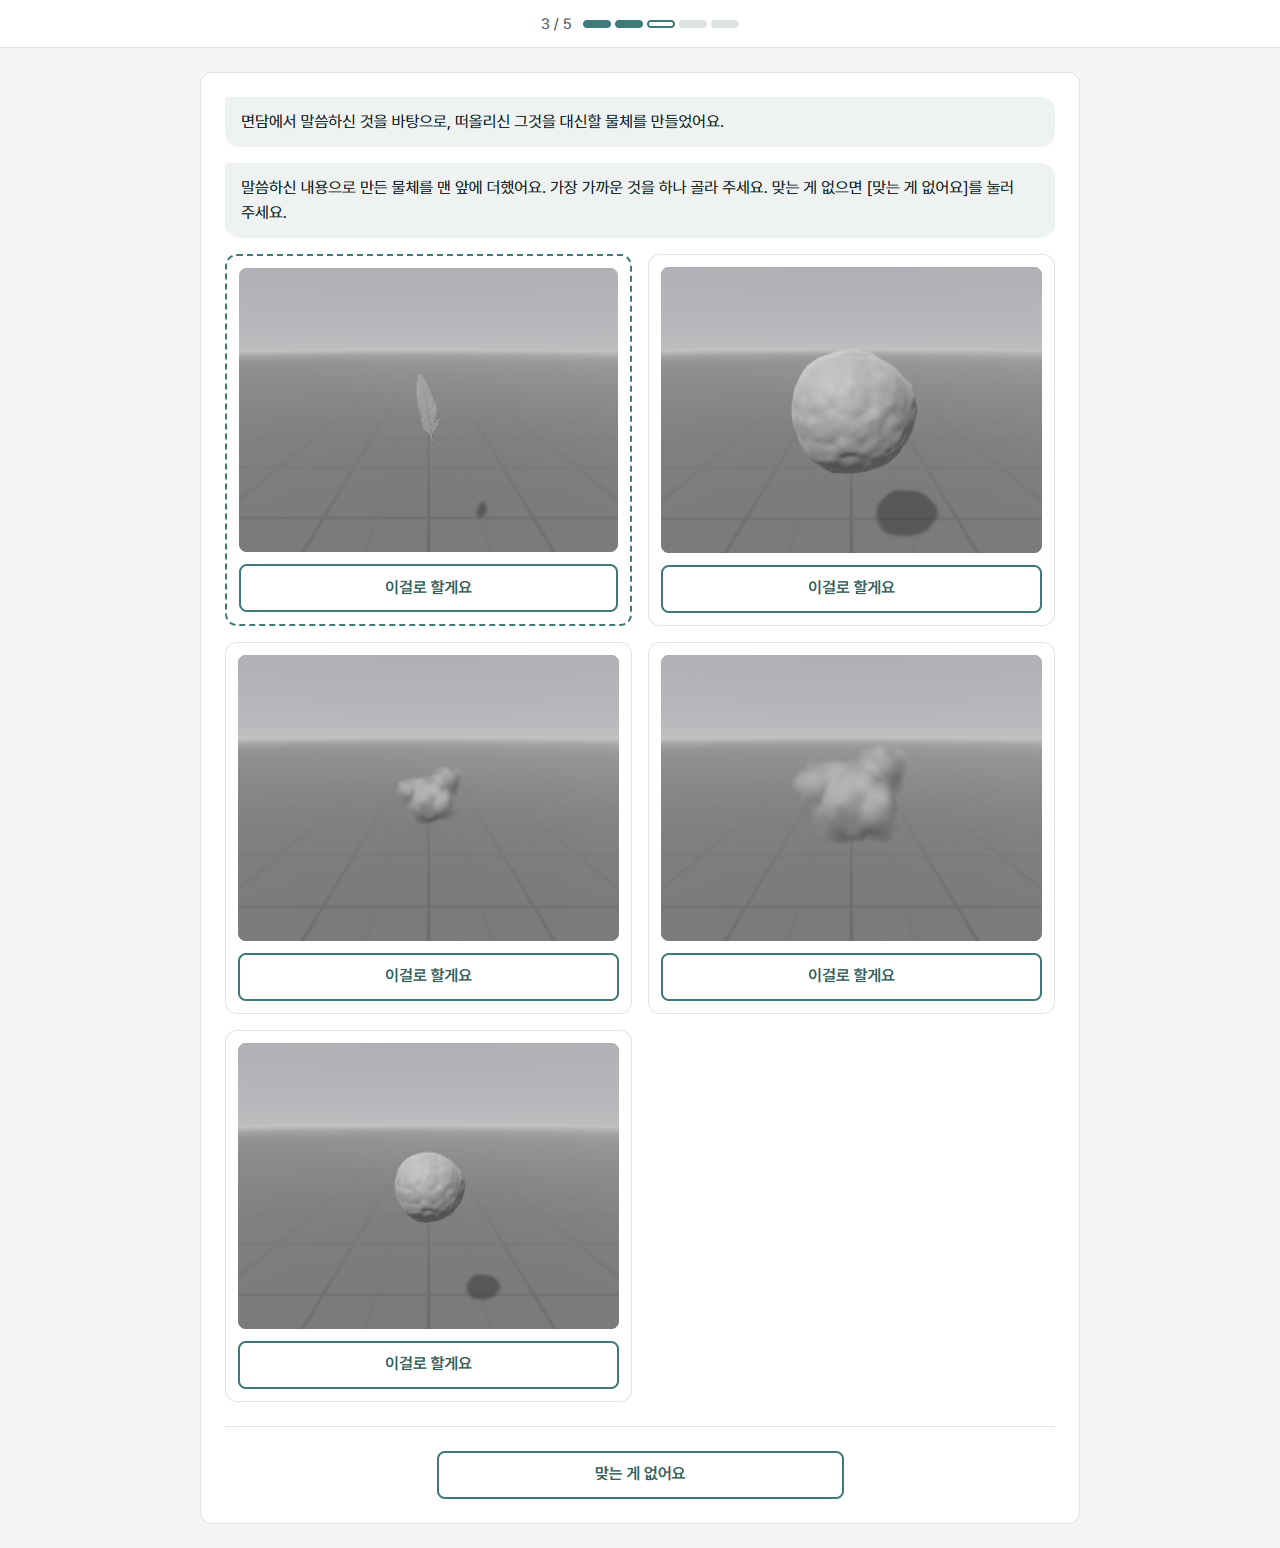 3 / 5
면담에서 말씀하신 것을 바탕으로, 떠올리신 그것을 대신할 물체를 만들었어요.
말씀하신 내용으로 만든 물체를 맨 앞에 더했어요. 가장 가까운 것을 하나 골라 주세요. 맞는 게 없으면 [맞는 게 없어요]를 눌러
주세요.
이걸로 할게요
이걸로 할게요
이걸로 할게요
이걸로 할게요
이걸로 할게요
맞는 게 없어요